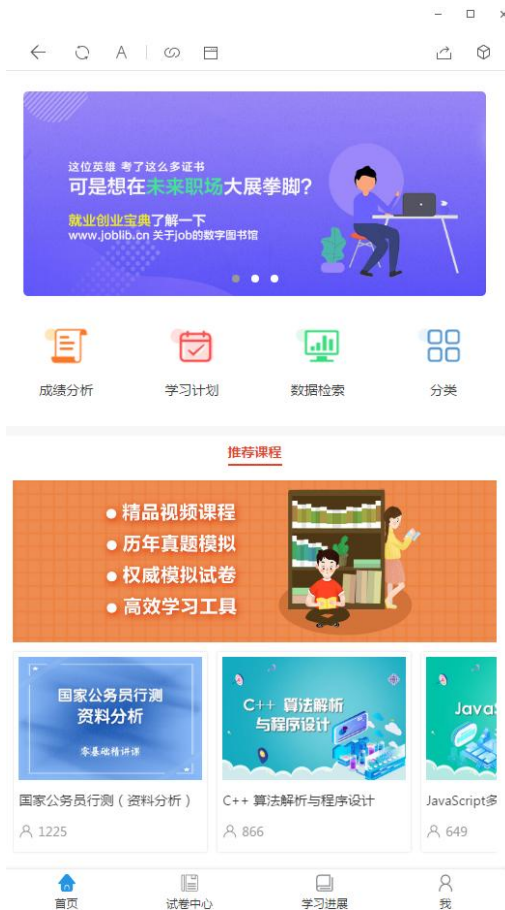 A
这位英雄 考了这么多证书
可是想在未来职场大展拳脚?
就业创业宝典了解一下
www.joblib.cn 关于job的数字图书馆
成绩分析
学习计划
数据检索
分类
推荐课程
精品视频课程
历年真题模拟
权威模拟试卷
高效学习工具
国家公务员行测
资料分析
零基础精讲课
C++ 算法解析
与程序设计
Javas
国家公务员行测（资料分析）
C++ 算法解析与程序设计
JavaScript多
1225
866
649
首页
试卷中心
学习进展
我